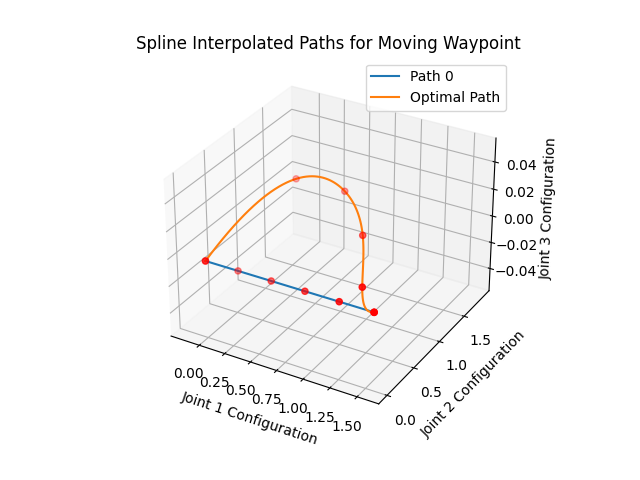 Spline Interpolated Paths for Moving Waypoint
Path 0
Optimal Path
0.04
0.02
0.00
−0.02
−0.04
Joint 3 Configuration
0.00
0.25
0.50
0.75
1.00
1.25
1.50
Joint 1 Configuration
0.0
0.5
1.0
1.5
Joint 2 Configuration